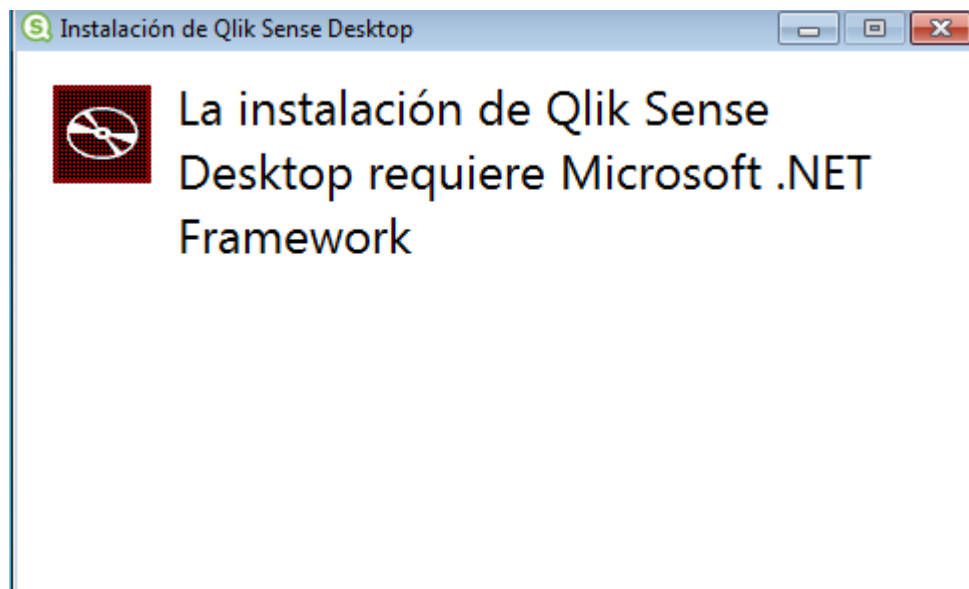 Instalación de Qlik Sense Desktop
La instalación de Qlik Sense
Desktop requiere Microsoft .NET
Framework